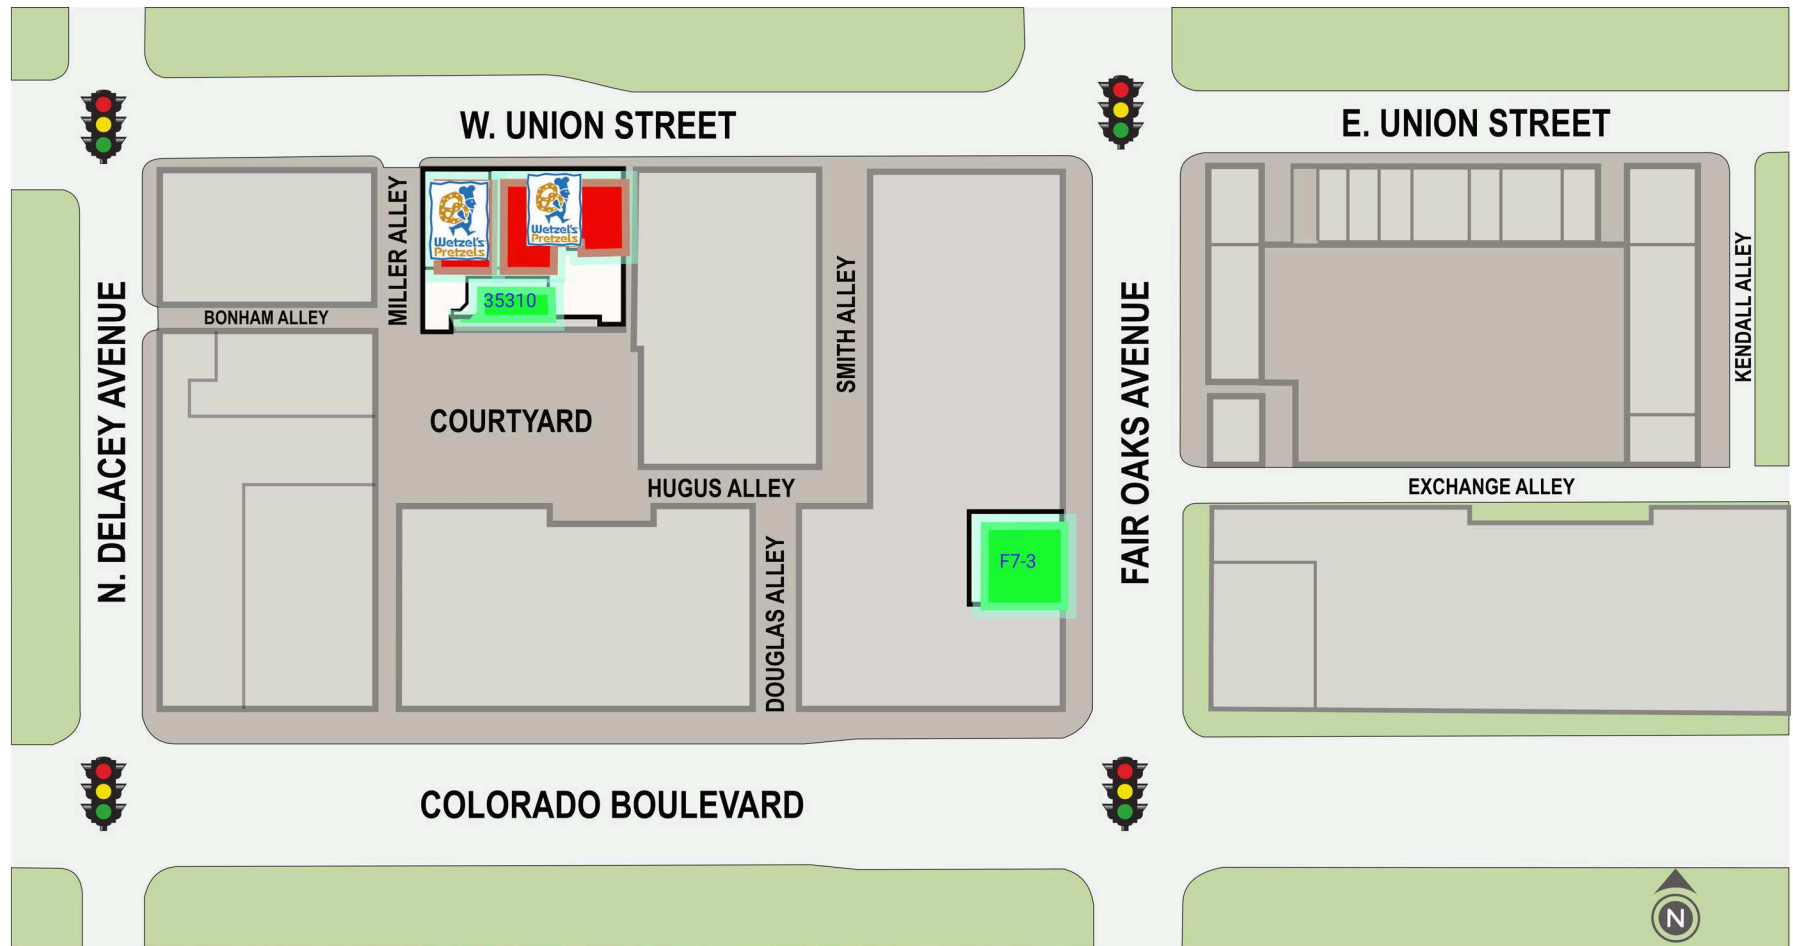 W. UNION STREET
E. UNION STREET
MILLER ALLEY
Wetzel's
Pretzels
Wetzel's
Pretzels
35310
BONHAM ALLEY
N. DELACEY AVENUE
COURTYARD
SMITH ALLEY
HUGUS ALLEY
DOUGLAS ALLEY
F7-3
FAIR OAKS AVENUE
KENDALL ALLEY
EXCHANGE ALLEY
COLORADO BOULEVARD
N